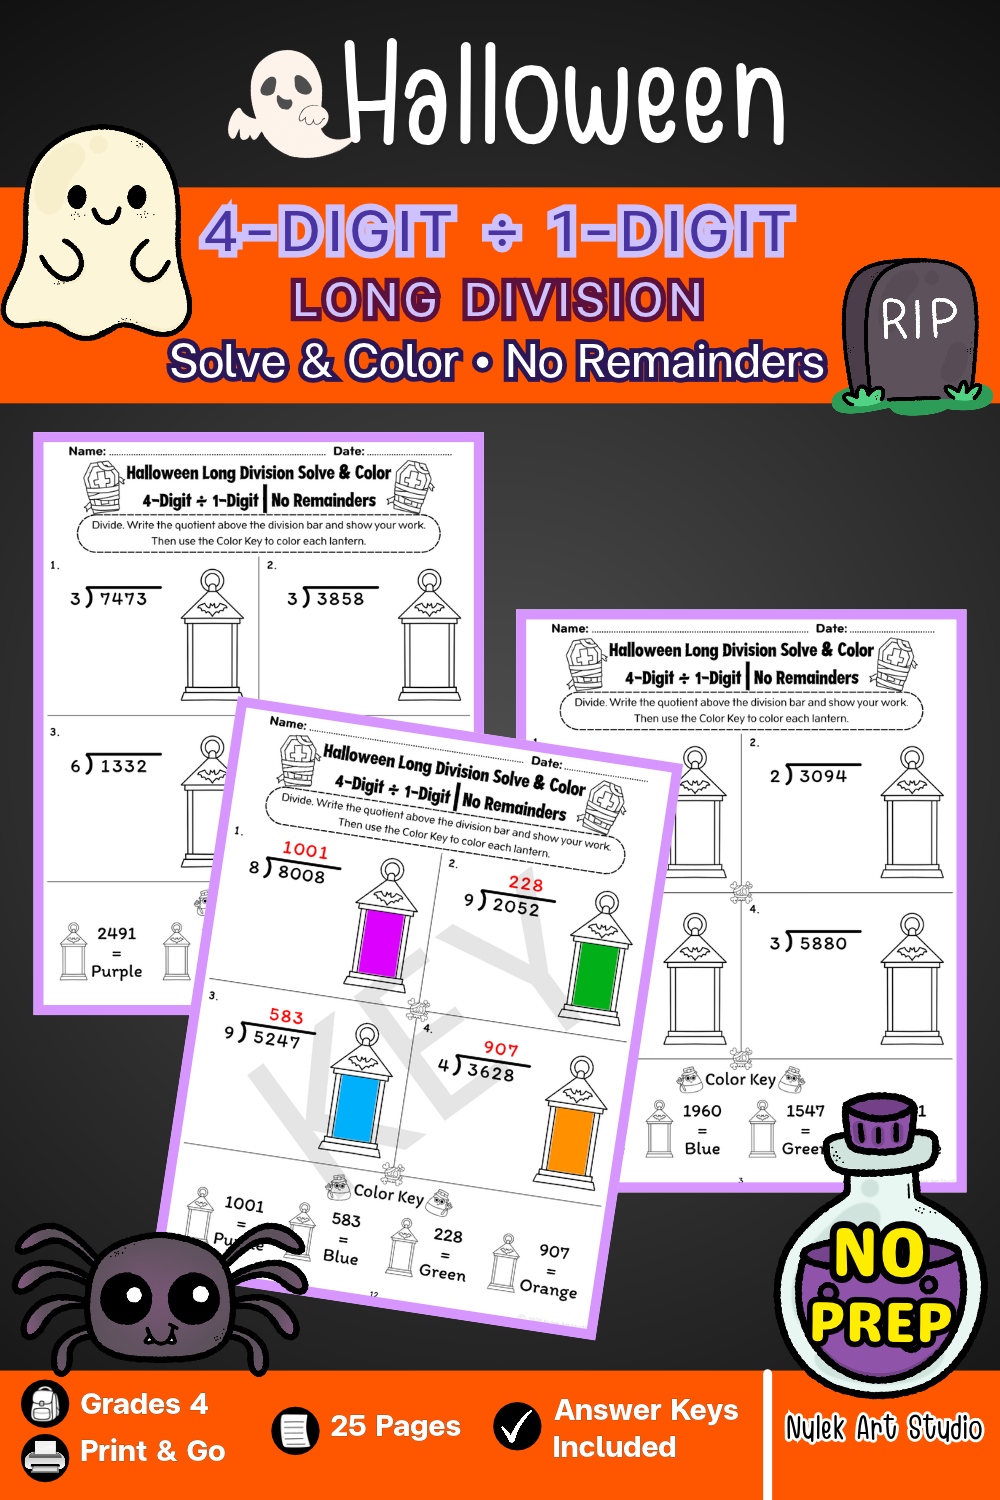 Halloween
4-DIGIT ÷ 1-DIGIT
LONG DIVISION
Solve & Color • No Remainders
RIP
Name: Date:
Halloween Long Division Solve & Color
4-Digit ÷ 1-Digit | No Remainders
Divide. Write the quotient above the division bar and show your work.
Then use the Color Key to color each lantern.
1.
3 ) 7473
2.
3 ) 3858
3.
6 ) 1332
2491
=
Purple
Name: Date:
Halloween Long Division Solve & Color
4-Digit ÷ 1-Digit | No Remainders
Divide. Write the quotient above the division bar and show your work.
Then use the Color Key to color each lantern.
2.
2 ) 3094
4.
3 ) 5880
Color Key
1960
=
Blue
1547
=
Green
3
Name: Date:
Halloween Long Division Solve & Color
4-Digit ÷ 1-Digit | No Remainders
Divide. Write the quotient above the division bar and show your work.
Then use the Color Key to color each lantern.
KEY
1.
1001
8 ) 8008
2.
228
9 ) 2052
3.
583
9 ) 5247
4.
907
4 ) 3628
Color Key
1001
=
Purple
583
=
Blue
228
=
Green
907
=
Orange
12
NO
PREP
Grades 4
Print & Go
25 Pages
Answer Keys
Included
Nulek Art Studio